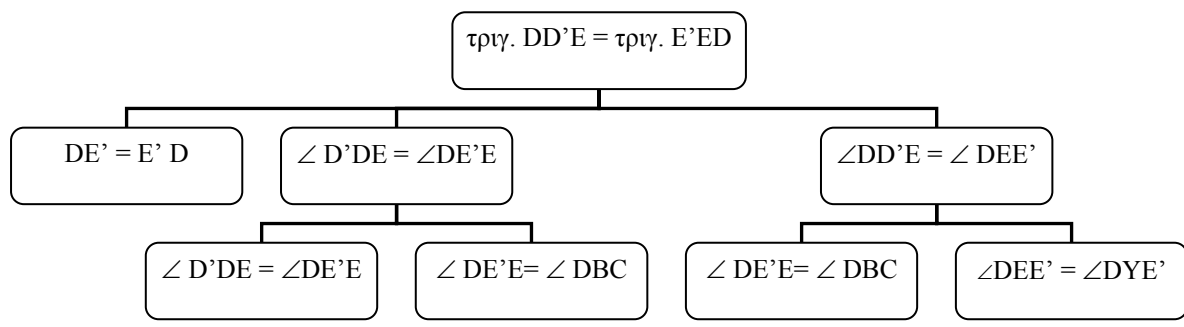 τριγ. DD’E = τριγ. E’ED
DE’ = E’ D
∠ D’DE = ∠DE’E
∠DD’E = ∠ DEE’
∠ D’DE = ∠DE’E
∠ DE’E= ∠ DBC
∠ DE’E= ∠ DBC
∠DEE’ = ∠DYE’